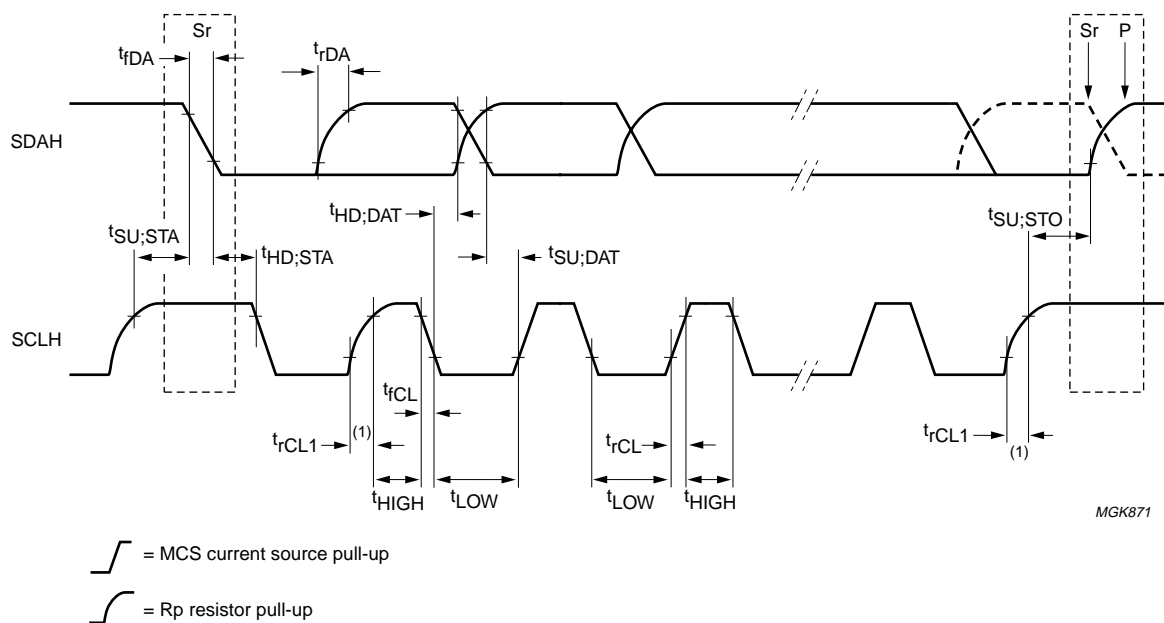 Sr
Sr P
tfDA
trDA
SDAH
tHD;DAT
tSU;STA
tHD;STA
tSU;DAT
tSU;STO
SCLH
tfCL
trCL1 (1)
trCL
trCL1 (1)
tHIGH
tLOW
tLOW
tHIGH
MGK871
= MCS current source pull-up
= Rp resistor pull-up